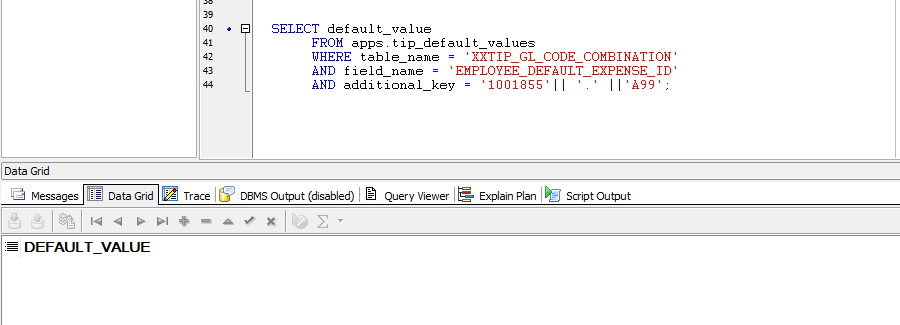 38
39
40 SELECT default_value
41 FROM apps.tip_default_values
42 WHERE table_name = 'XXTIP_GL_CODE_COMBINATION'
43 AND field_name = 'EMPLOYEE_DEFAULT_EXPENSE_ID'
44 AND additional_key = '1001855'|| '.' ||'A99';
Data Grid
Messages Data Grid Trace DBMS Output (disabled) Query Viewer Explain Plan Script Output
DEFAULT_VALUE